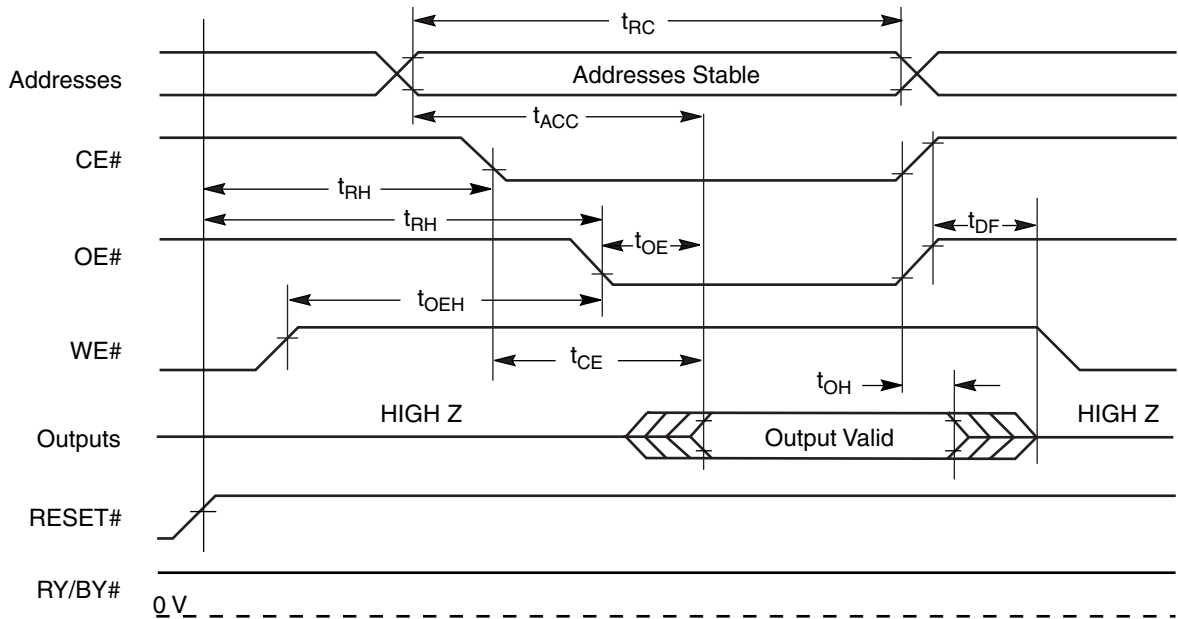 tRC
Addresses
Addresses Stable
tACC
CE#
tRH
tRH
tOE
tDF
OE#
tOEH
WE#
tCE
tOH
HIGH Z
HIGH Z
Outputs
Output Valid
RESET#
RY/BY#
0 V